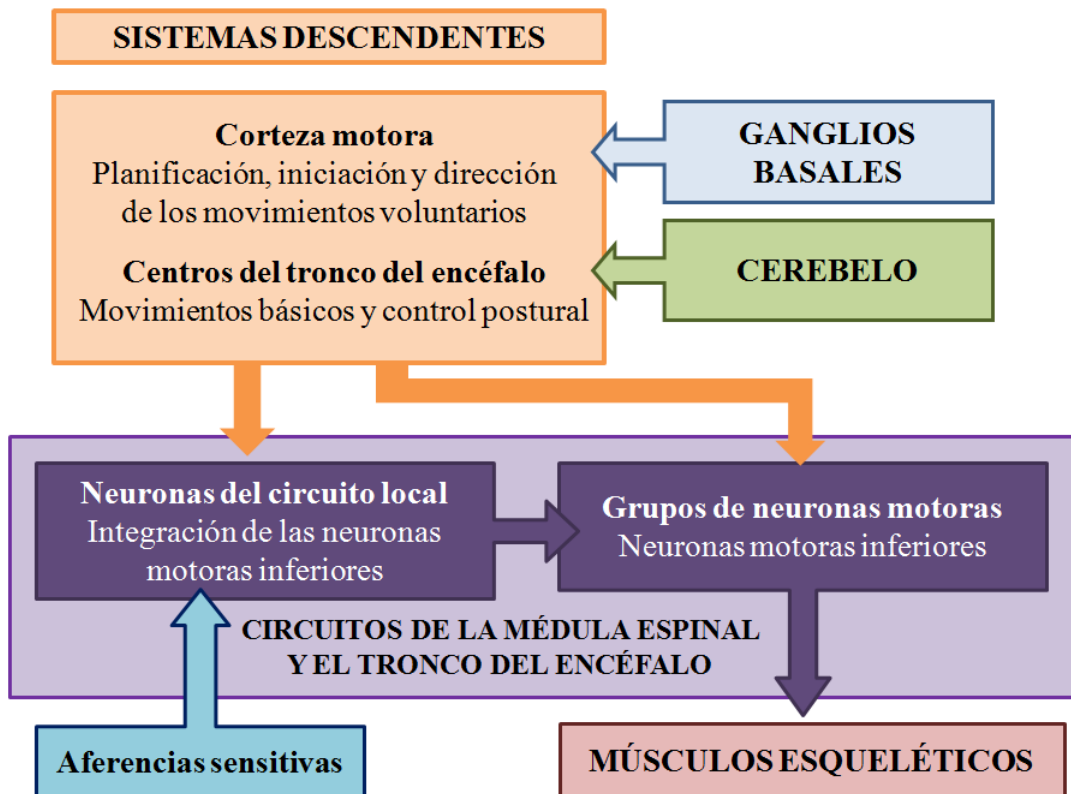 SISTEMAS DESCENDENTES
Corteza motora
Planificación, iniciación y dirección
de los movimientos voluntarios
Centros del tronco del encéfalo
Movimientos básicos y control postural
GANGLIOS
BASALES
CEREBELO
Neuronas del circuito local
Integración de las neuronas
motoras inferiores
Grupos de neuronas motoras
Neuronas motoras inferiores
CIRCUITOS DE LA MÉDULA ESPINAL
Y EL TRONCO DEL ENCÉFALO
Aferencias sensitivas
MÚSCULOS ESQUELÉTICOS